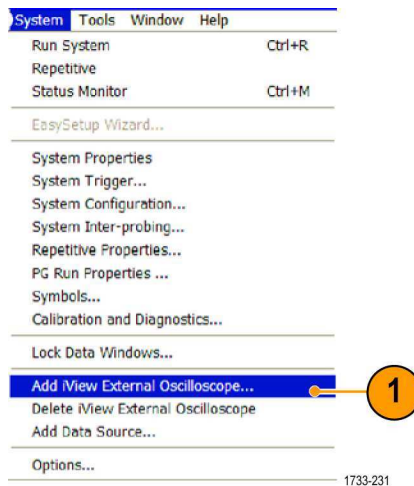 System Tools Window Help
Run System Ctrl+R
Repetitive
Status Monitor Ctrl+M
EasySetup Wizard...
System Properties
System Trigger...
System Configuration...
System Inter-probing...
Repetitive Properties...
PG Run Properties ...
Symbols...
Calibration and Diagnostics...
Lock Data Windows...
Add iView External Oscilloscope...
1
Delete iView External Oscilloscope
Add Data Source...
Options...
1733-231